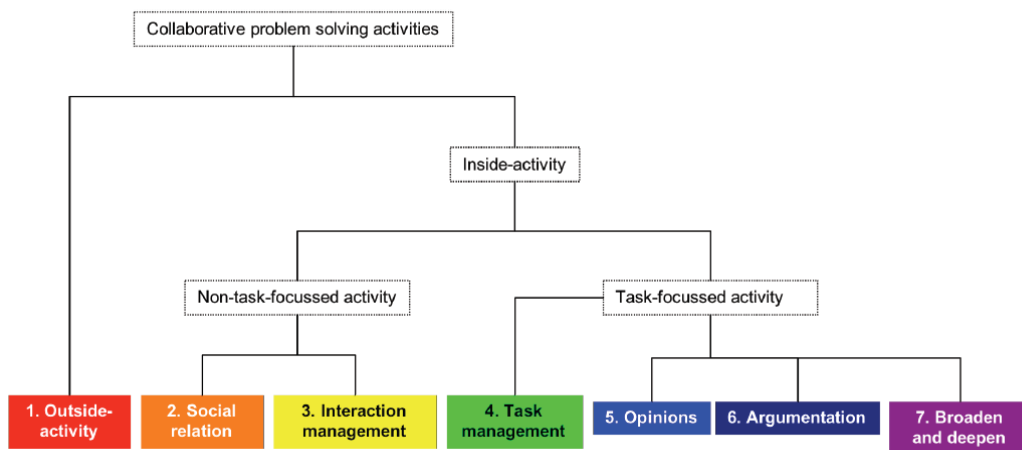 Collaborative problem solving activities
Inside-activity
Non-task-focussed activity
Task-focussed activity
1. Outside-
activity
2. Social
relation
3. Interaction
management
4. Task
management
5. Opinions
6. Argumentation
7. Broaden
and deepen